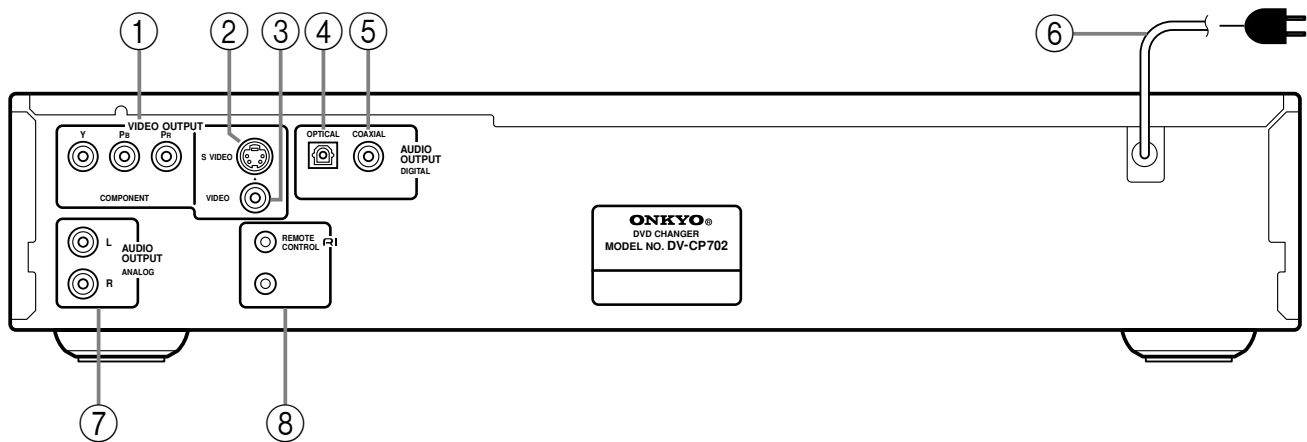 ① ② ③ ④ ⑤ ⑥
VIDEO OUTPUT
Y PB PR
COMPONENT
S VIDEO
VIDEO
OPTICAL COAXIAL
AUDIO
OUTPUT
DIGITAL
L
R
AUDIO
OUTPUT
ANALOG
REMOTE
CONTROL RI
ONKYO®
DVD CHANGER
MODEL NO. DV-CP702
⑦ ⑧